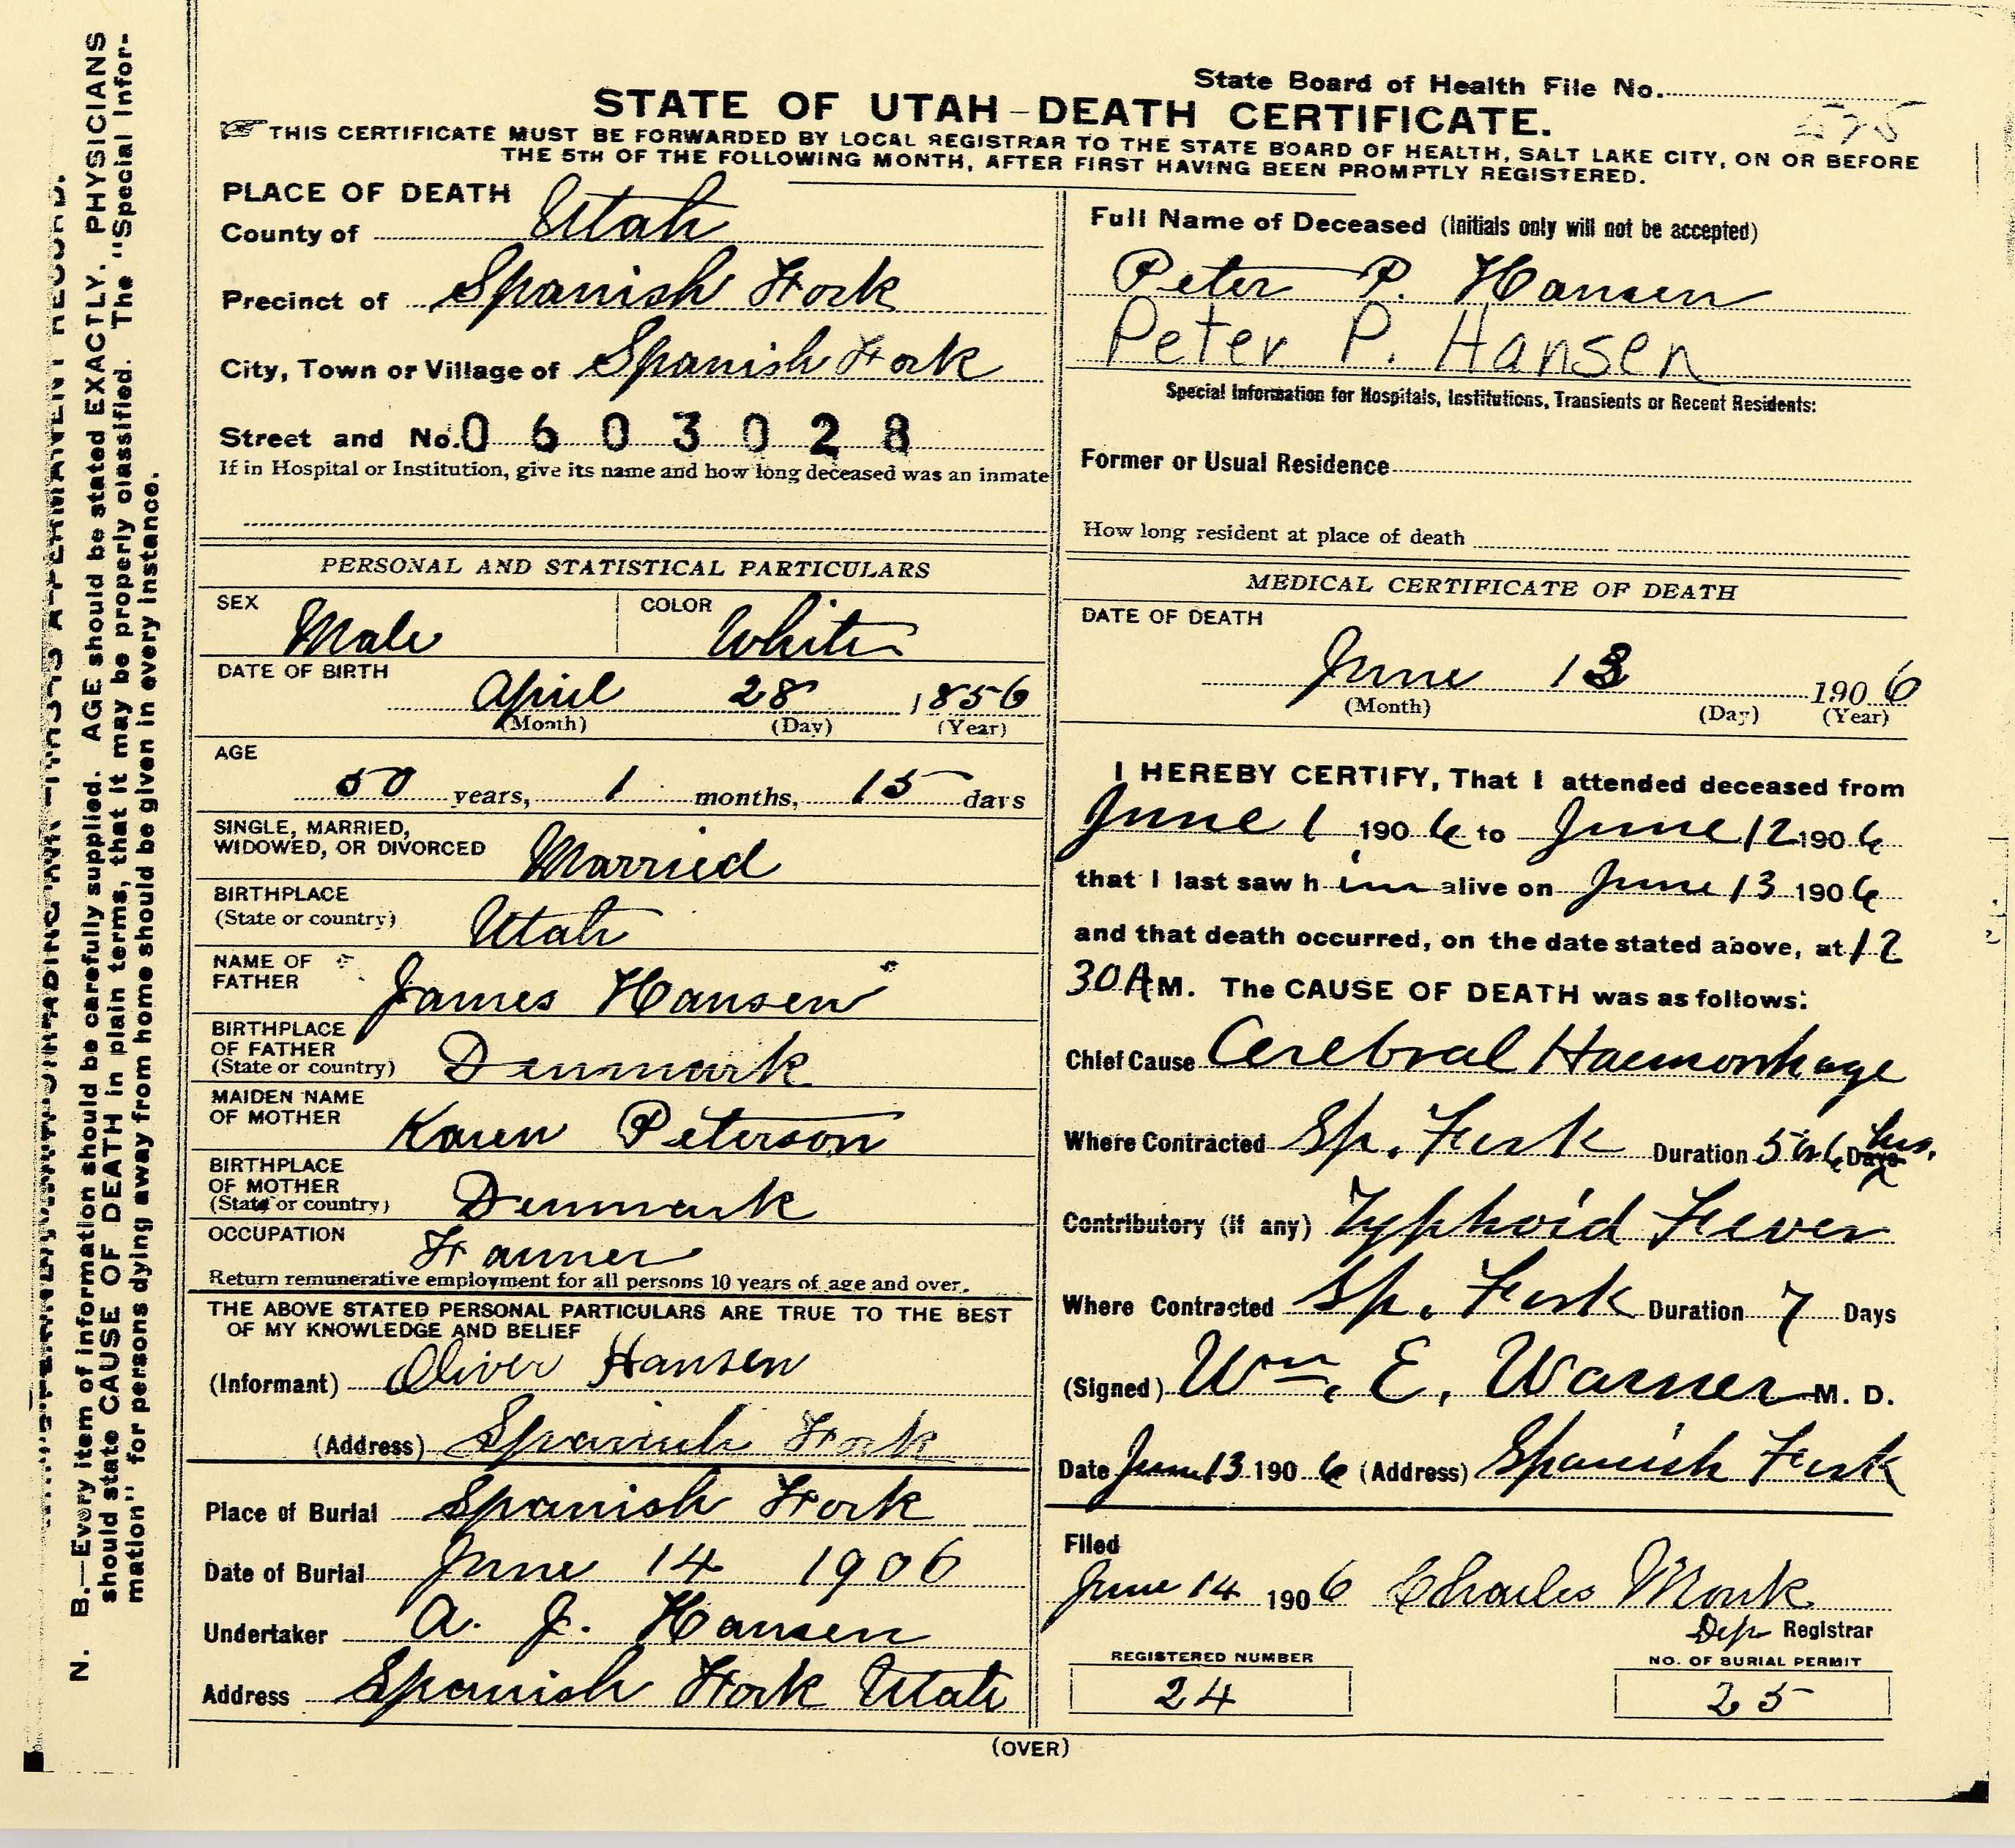 State Board of Health File No.
STATE OF UTAH–DEATH CERTIFICATE.
THIS CERTIFICATE MUST BE FORWARDED BY LOCAL REGISTRAR TO THE STATE BOARD OF HEALTH, SALT LAKE CITY, ON OR BEFORE
THE 5TH OF THE FOLLOWING MONTH, AFTER FIRST HAVING BEEN PROMPTLY REGISTERED.
PLACE OF DEATH
County of Utah
Precinct of Spanish Fork
City, Town or Village of Spanish Fork
Street and No. 0603028
If in Hospital or Institution, give its name and how long deceased was an inmate
Full Name of Deceased (Initials only will not be accepted)
Peter P. Hansen
Peter P. Hansen
Special Information for Hospitals, Institutions, Transients or Recent Residents:
Former or Usual Residence
How long resident at place of death
PERSONAL AND STATISTICAL PARTICULARS
SEX Male COLOR White
DATE OF BIRTH
April 28 1856
(Month) (Day) (Year)
AGE
50 years, 1 months, 15 days
SINGLE, MARRIED,
WIDOWED, OR DIVORCED Married
BIRTHPLACE
(State or country) Utah
NAME OF
FATHER James Hansen
BIRTHPLACE
OF FATHER
(State or country) Denmark
MAIDEN NAME
OF MOTHER Karen Peterson
BIRTHPLACE
OF MOTHER
(State or country) Denmark
OCCUPATION Farmer
Return remunerative employment for all persons 10 years of age and over.
THE ABOVE STATED PERSONAL PARTICULARS ARE TRUE TO THE BEST
OF MY KNOWLEDGE AND BELIEF
(Informant) Oliver Hansen
(Address) Spanish Fork
Place of Burial Spanish Fork
Date of Burial June 14 1906
Undertaker A. J. Hansen
Address Spanish Fork Utah
MEDICAL CERTIFICATE OF DEATH
DATE OF DEATH
June 13 1906
(Month) (Day) (Year)
I HEREBY CERTIFY, That I attended deceased from
June 1 1906 to June 12 1906
that I last saw him alive on June 13 1906
and that death occurred, on the date stated above, at 12
30 A M. The CAUSE OF DEATH was as follows:
Chief Cause Cerebral Haemorrhage
Where Contracted Sp. Fork Duration 5 or 6 Days hrs.
Contributory (if any) Typhoid Fever
Where Contracted Sp. Fork Duration 7 Days
(Signed) Wm. E. Warner M. D.
Date June 13 1906 (Address) Spanish Fork
Filed
June 14 1906 Charles Monk
Dep Registrar
REGISTERED NUMBER
24
NO. OF BURIAL PERMIT
25
(OVER)
N. B.—Every item of information should be carefully supplied. AGE should be stated EXACTLY. PHYSICIANS
should state CAUSE OF DEATH in plain terms, that it may be properly classified. The "Special Infor-
mation" for persons dying away from home should be given in every instance.